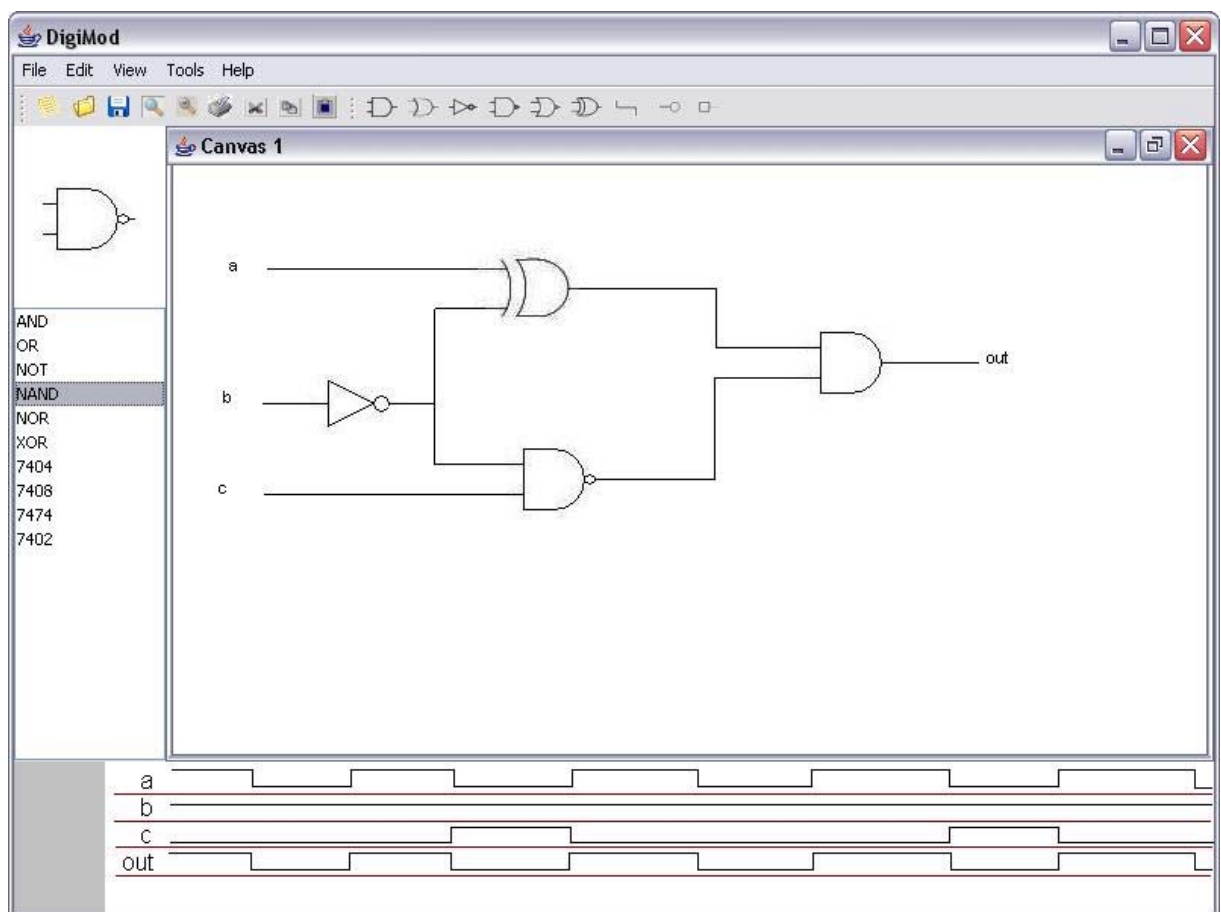 DigiMod
File Edit View Tools Help
Canvas 1
AND
OR
NOT
NAND
NOR
XOR
7404
7408
7474
7402
a
b
c
out
a
b
c
out